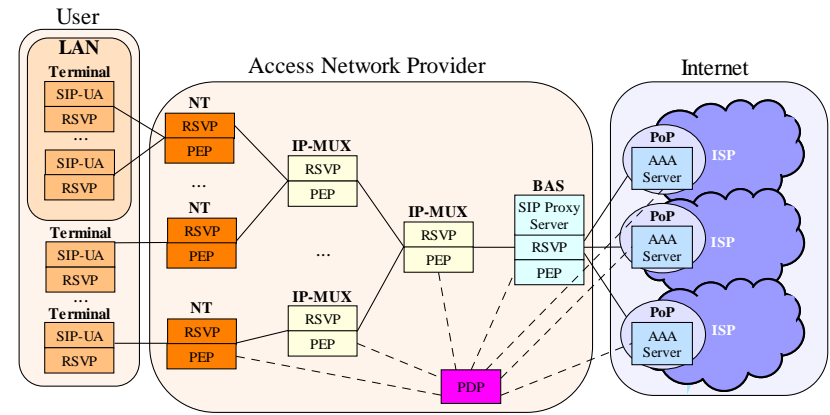 User
LAN
Terminal
SIP-UA
RSVP
...
SIP-UA
RSVP
Terminal
SIP-UA
RSVP
...
Terminal
SIP-UA
RSVP
Access Network Provider
NT
RSVP
PEP
...
NT
RSVP
PEP
NT
RSVP
PEP
IP-MUX
RSVP
PEP
...
IP-MUX
RSVP
PEP
IP-MUX
RSVP
PEP
BAS
SIP Proxy
Server
RSVP
PEP
PDP
Internet
PoP
AAA
Server
ISP
PoP
AAA
Server
ISP
PoP
AAA
Server
ISP